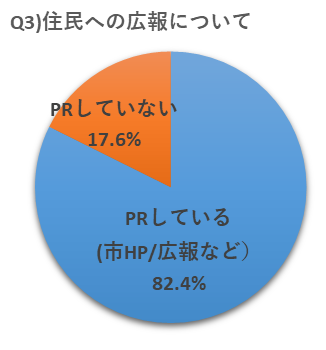 Q3)住民への広報について
PRしていない
17.6%
PRしている
(市HP/広報など）
82.4%